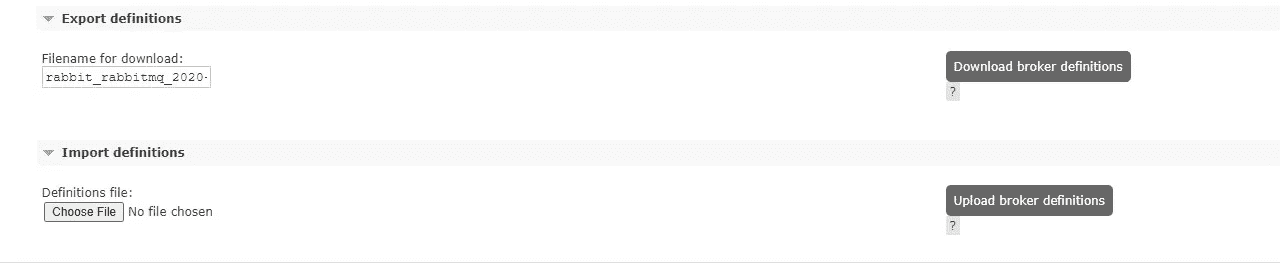 Export definitions
Filename for download:
rabbit_rabbitmq_2020-
Download broker definitions
?
Import definitions
Definitions file:
Choose File No file chosen
Upload broker definitions
?